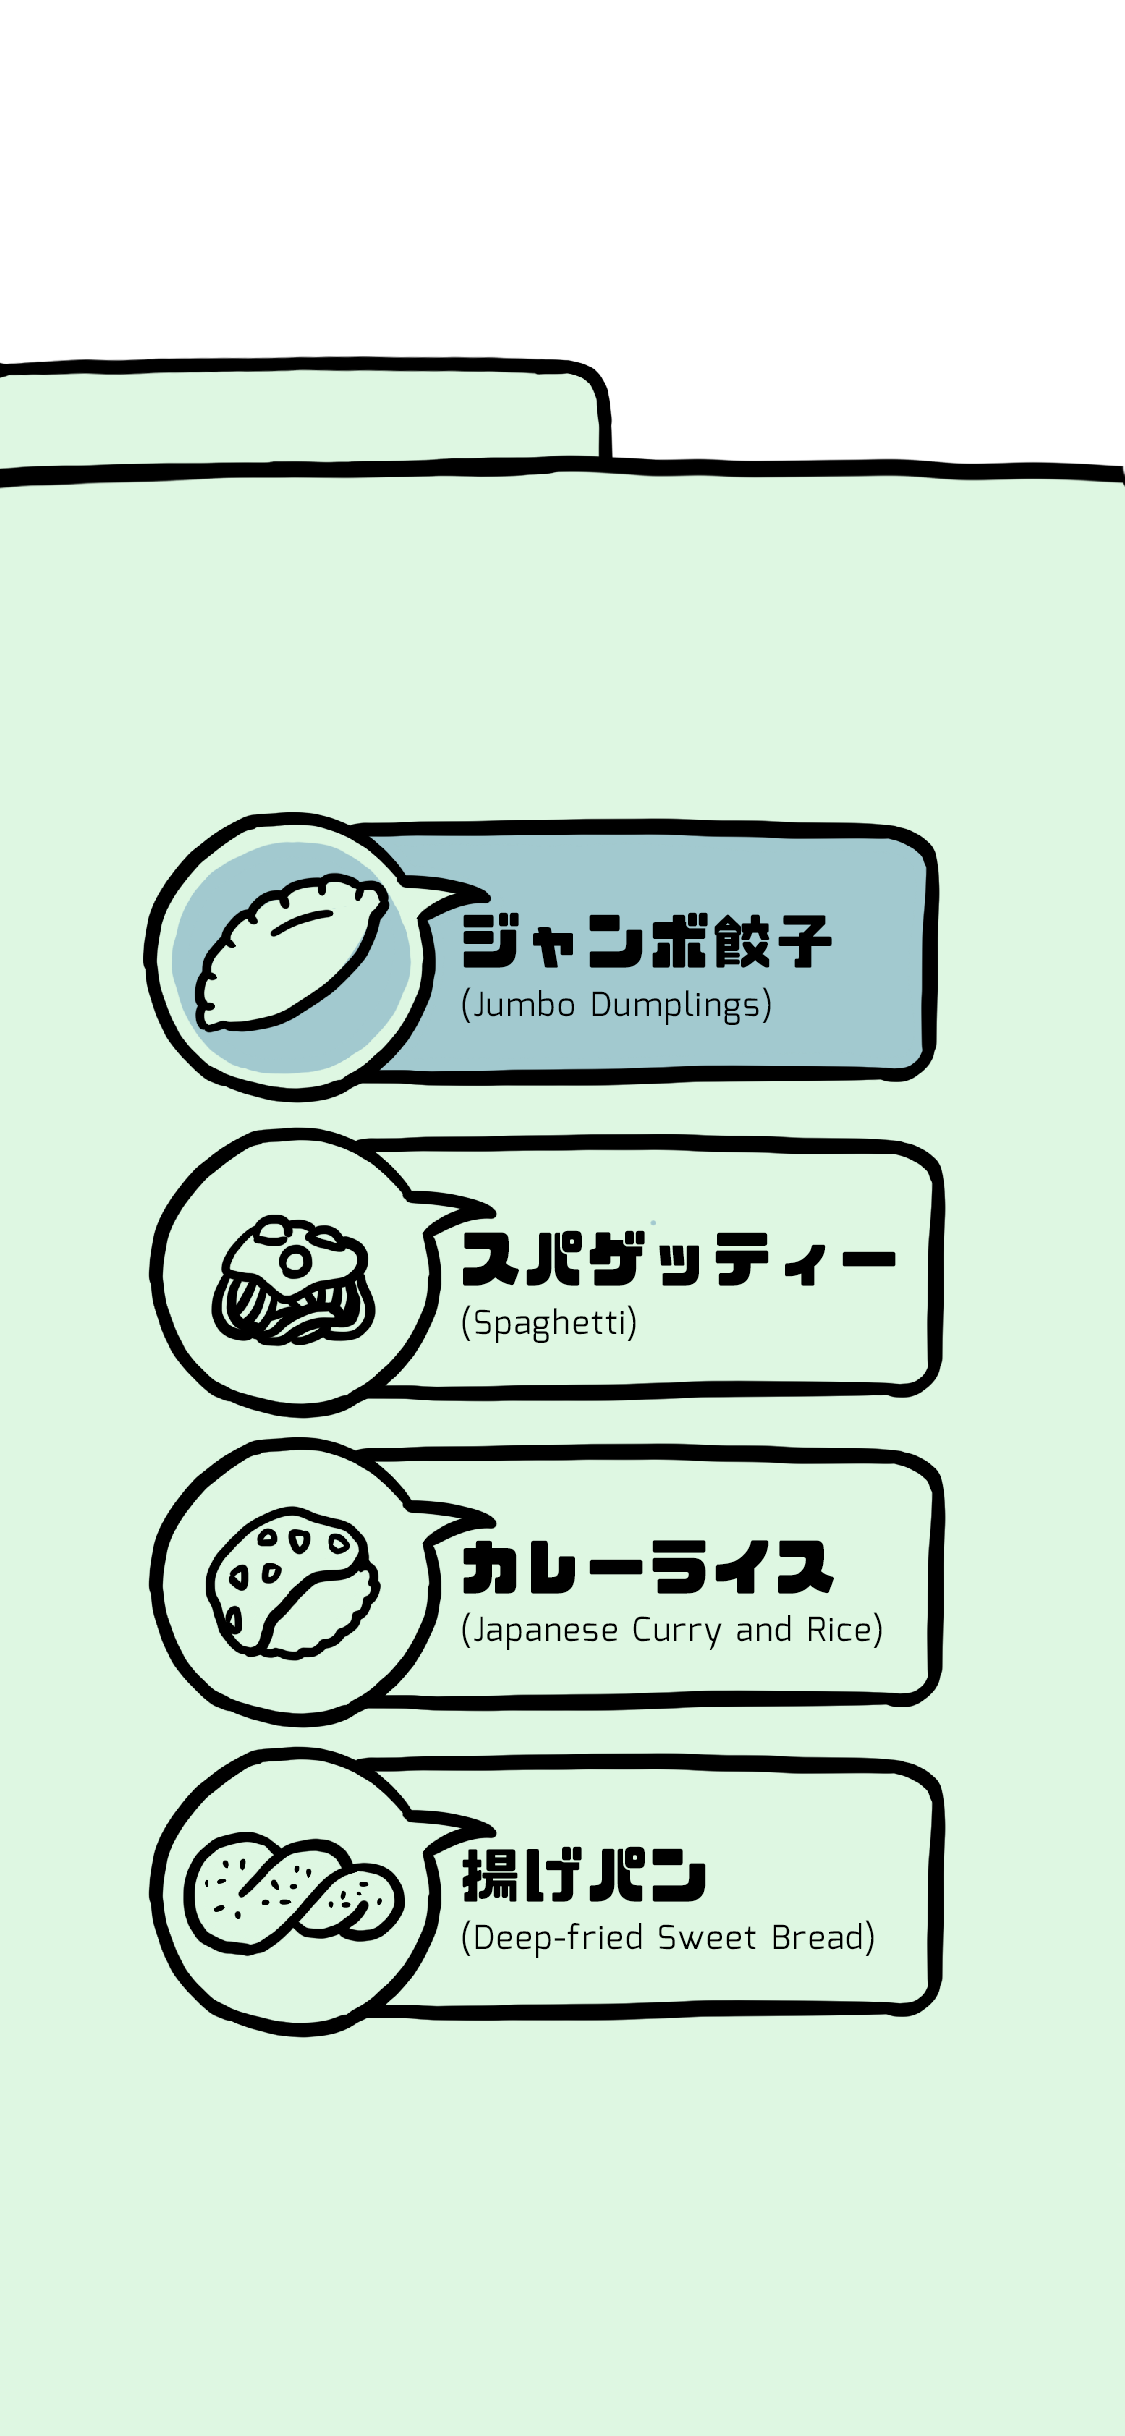 ジャンボ餃子
(Jumbo Dumplings)
スパゲッティー
(Spaghetti)
カレーライス
(Japanese Curry and Rice)
揚げパン
(Deep-fried Sweet Bread)